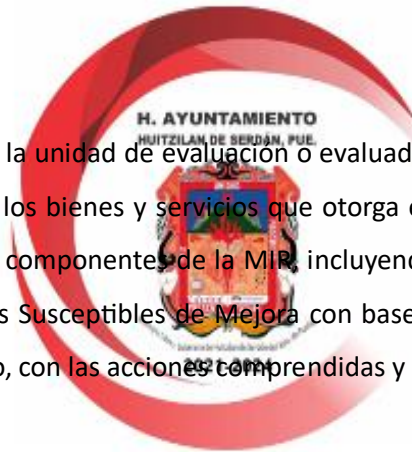 H. AYUNTAMIENTO
HUITZILAN DE SERDÁN, PUE.
la unidad de evaluación o evaluad
los bienes y servicios que otorga
componentes de la MIR, incluyend
s Susceptibles de Mejora con base
2021-2024
, con las acciones comprendidas y